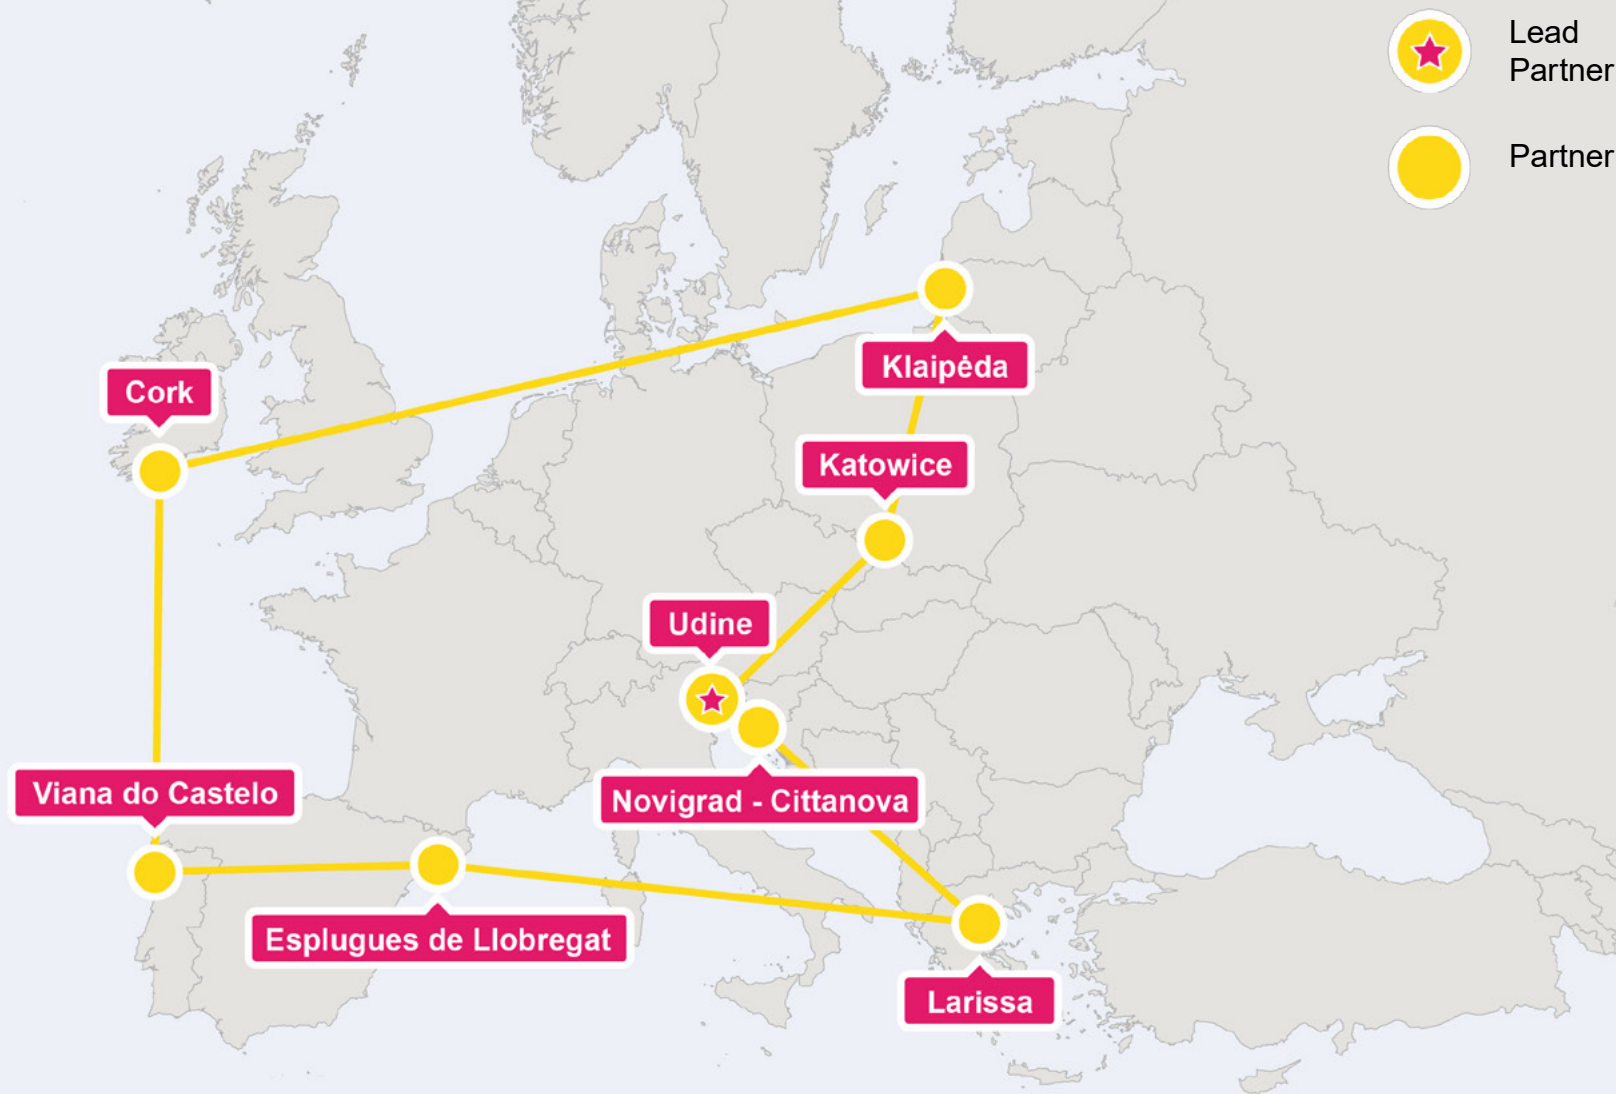 Lead
Partner
Partner
Klaipėda
Cork
Katowice
Udine
Viana do Castelo
Novigrad - Cittanova
Esplugues de Llobregat
Larissa